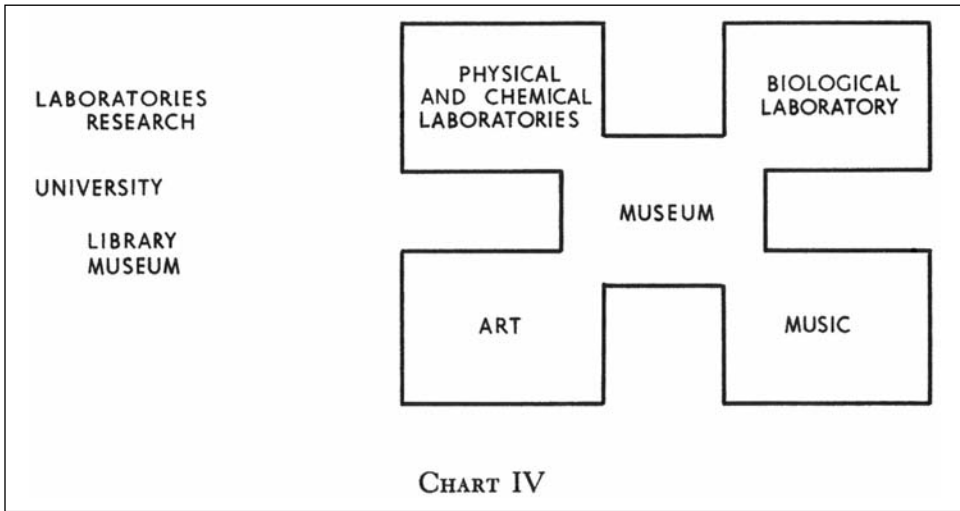 LABORATORIES
RESEARCH
UNIVERSITY
LIBRARY
MUSEUM
PHYSICAL
AND CHEMICAL
LABORATORIES
BIOLOGICAL
LABORATORY
MUSEUM
ART
MUSIC
CHART IV